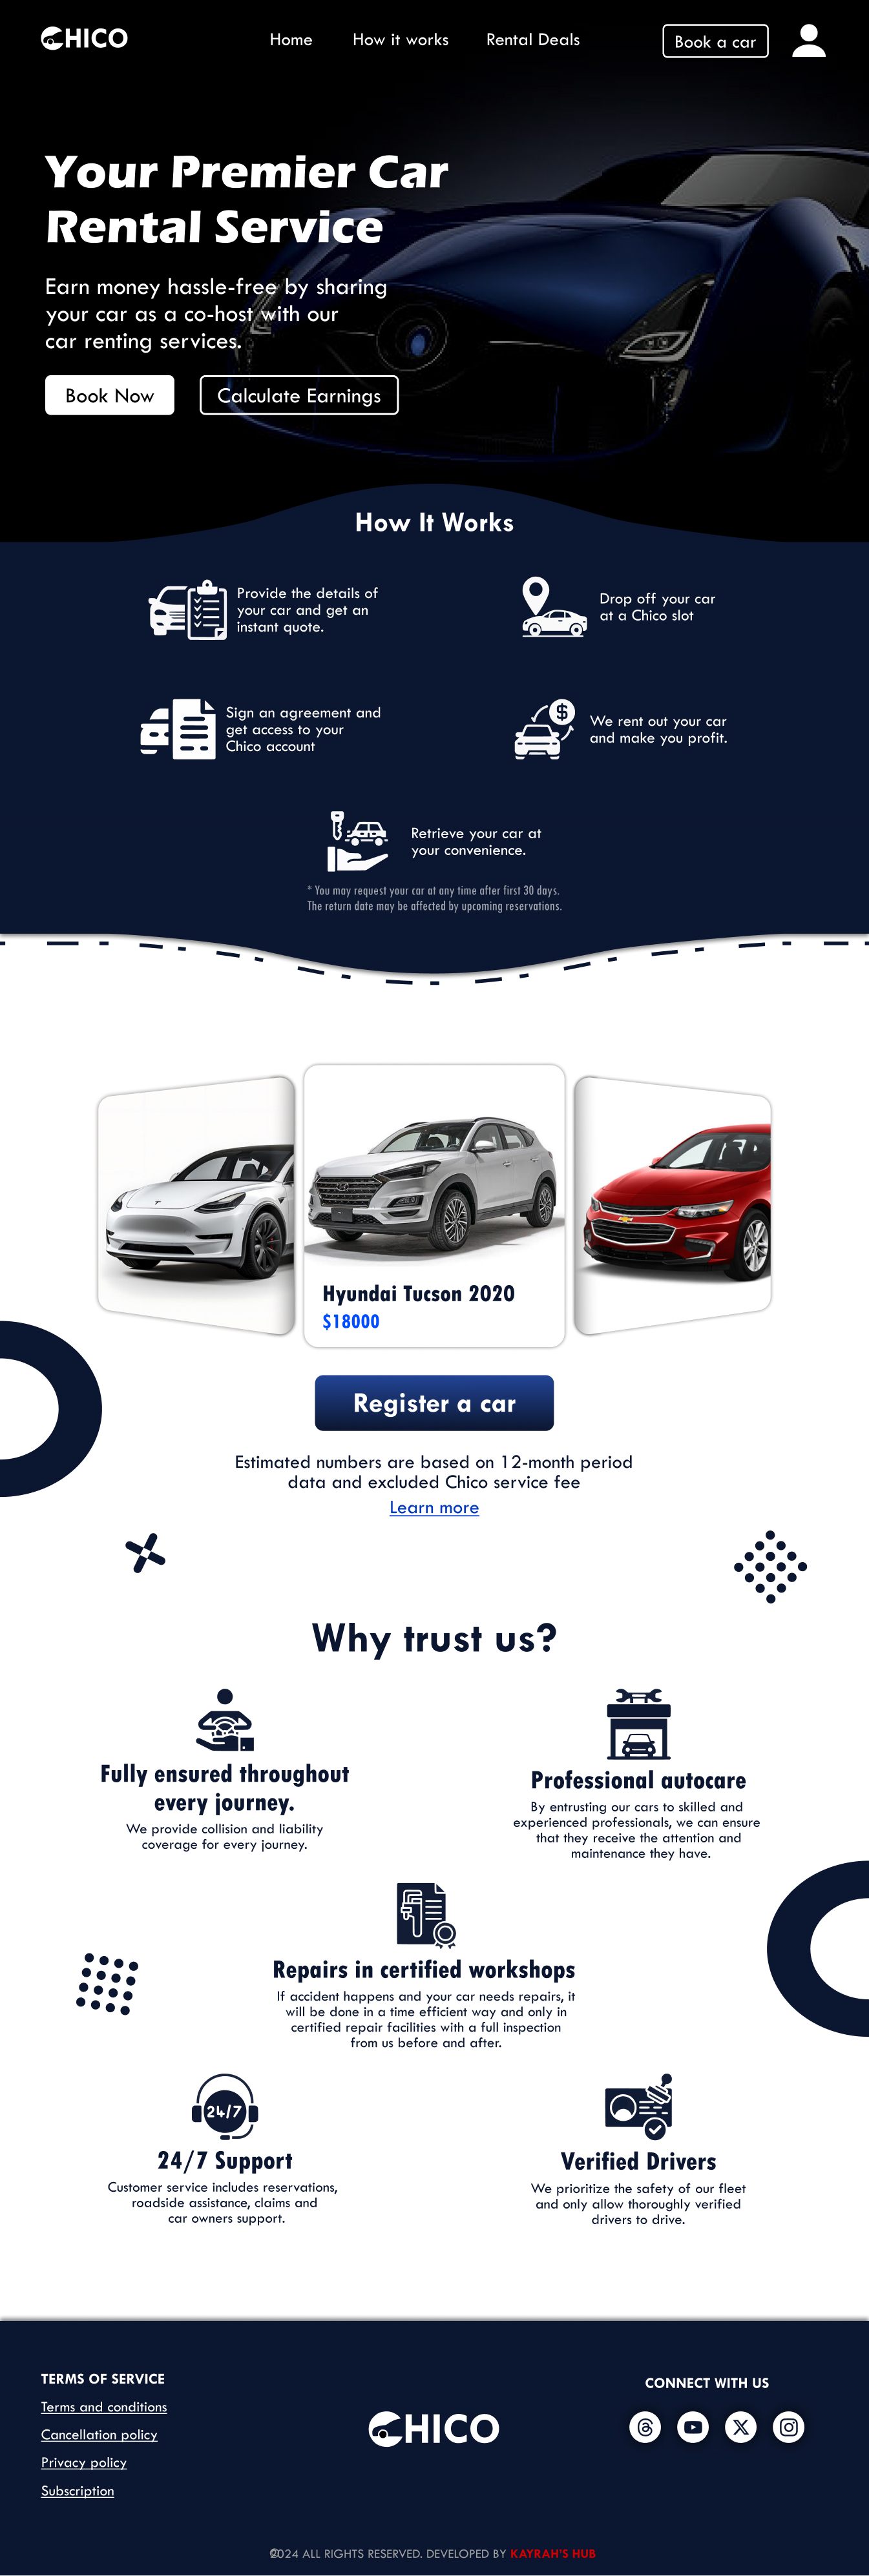 CHICO
Home How it works Rental Deals Book a car
Your Premier Car
Rental Service
Earn money hassle-free by sharing
your car as a co-host with our
car renting services.
Book Now Calculate Earnings
How It Works
Provide the details of
your car and get an
instant quote.
Drop off your car
at a Chico slot
Sign an agreement and
get access to your
Chico account
$
We rent out your car
and make you profit.
Retrieve your car at
your convenience.
* You may request your car at any time after first 30 days.
The return date may be affected by upcoming reservations.
Hyundai Tucson 2020
$18000
Register a car
Estimated numbers are based on 12-month period
data and excluded Chico service fee
Learn more
Why trust us?
Fully ensured throughout
every journey.
We provide collision and liability
coverage for every journey.
Professional autocare
By entrusting our cars to skilled and
experienced professionals, we can ensure
that they receive the attention and
maintenance they have.
Repairs in certified workshops
If accident happens and your car needs repairs, it
will be done in a time efficient way and only in
certified repair facilities with a full inspection
from us before and after.
24/7
24/7 Support
Customer service includes reservations,
roadside assistance, claims and
car owners support.
Verified Drivers
We prioritize the safety of our fleet
and only allow thoroughly verified
drivers to drive.
TERMS OF SERVICE
Terms and conditions
Cancellation policy
Privacy policy
Subscription
CHICO
CONNECT WITH US
©2024 ALL RIGHTS RESERVED. DEVELOPED BY KAYRAH'S HUB